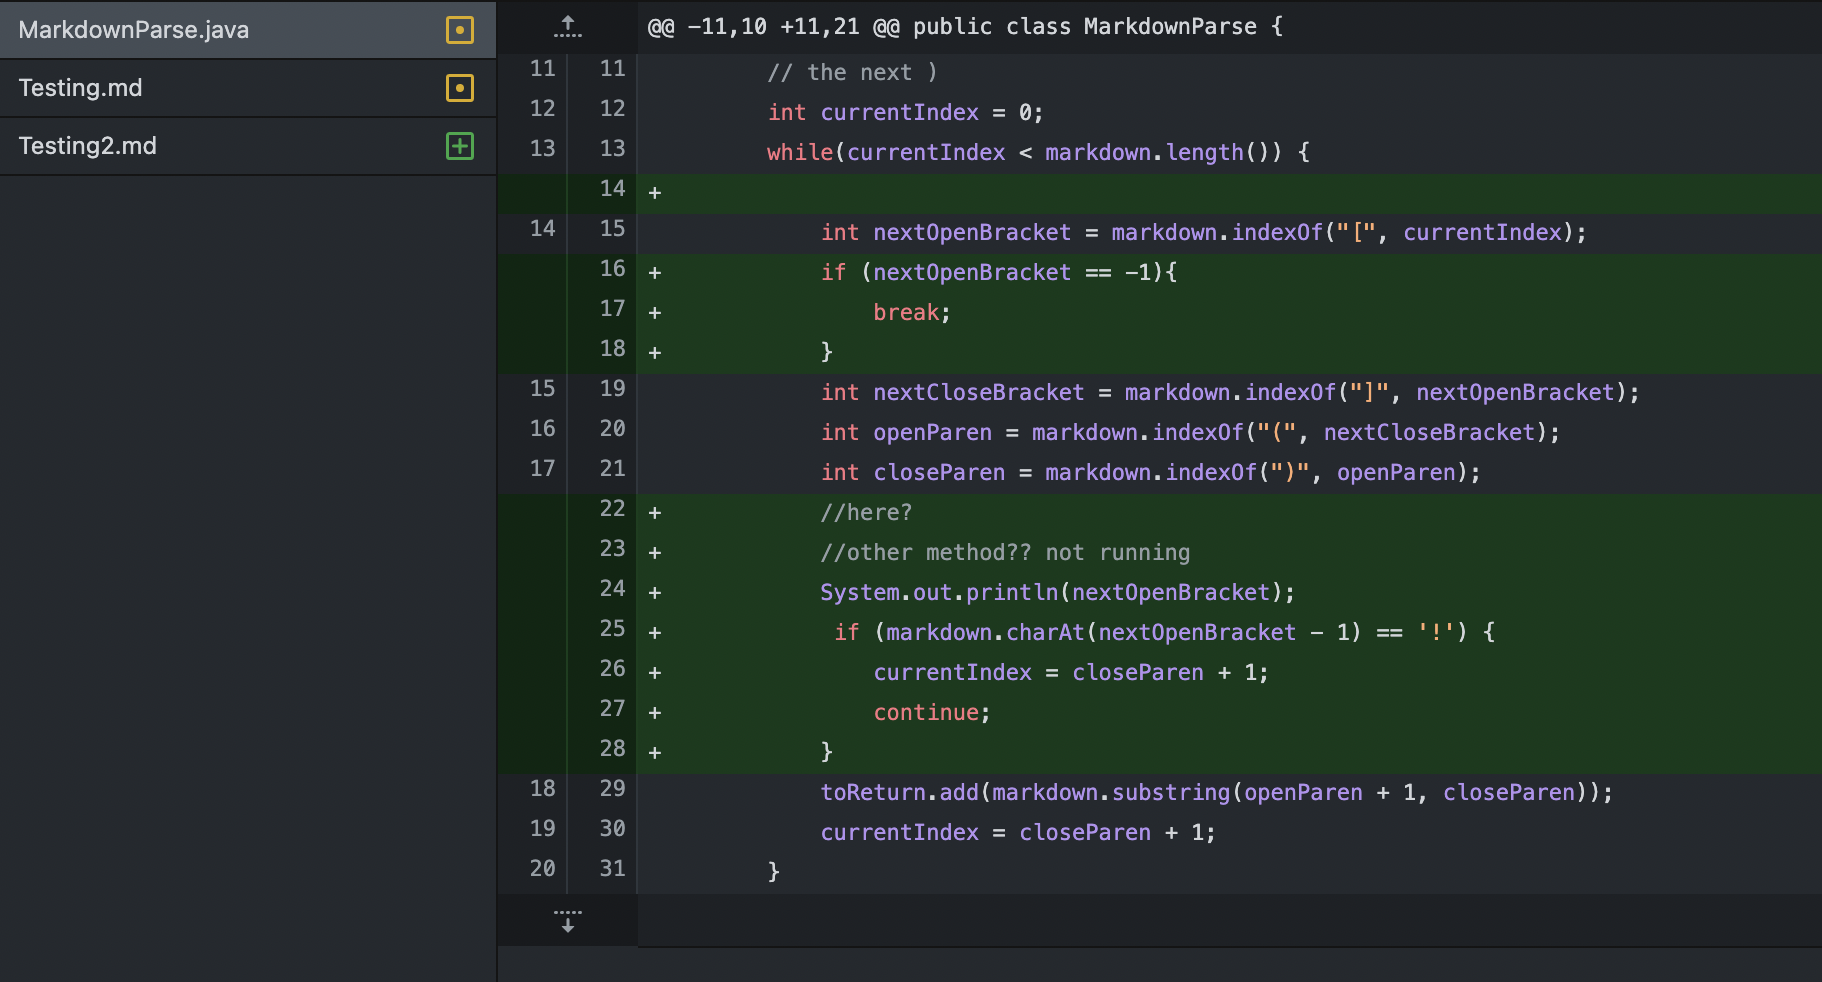 MarkdownParse.java
Testing.md
Testing2.md
@@ -11,10 +11,21 @@ public class MarkdownParse {
11 11 // the next )
12 12 int currentIndex = 0;
13 13 while(currentIndex < markdown.length()) {
14 +
14 15 int nextOpenBracket = markdown.indexOf("[", currentIndex);
16 + if (nextOpenBracket == -1){
17 + break;
18 + }
15 19 int nextCloseBracket = markdown.indexOf("]", nextOpenBracket);
16 20 int openParen = markdown.indexOf("(", nextCloseBracket);
17 21 int closeParen = markdown.indexOf(")", openParen);
22 + //here?
23 + //other method?? not running
24 + System.out.println(nextOpenBracket);
25 + if (markdown.charAt(nextOpenBracket - 1) == '!') {
26 + currentIndex = closeParen + 1;
27 + continue;
28 + }
18 29 toReturn.add(markdown.substring(openParen + 1, closeParen));
19 30 currentIndex = closeParen + 1;
20 31 }